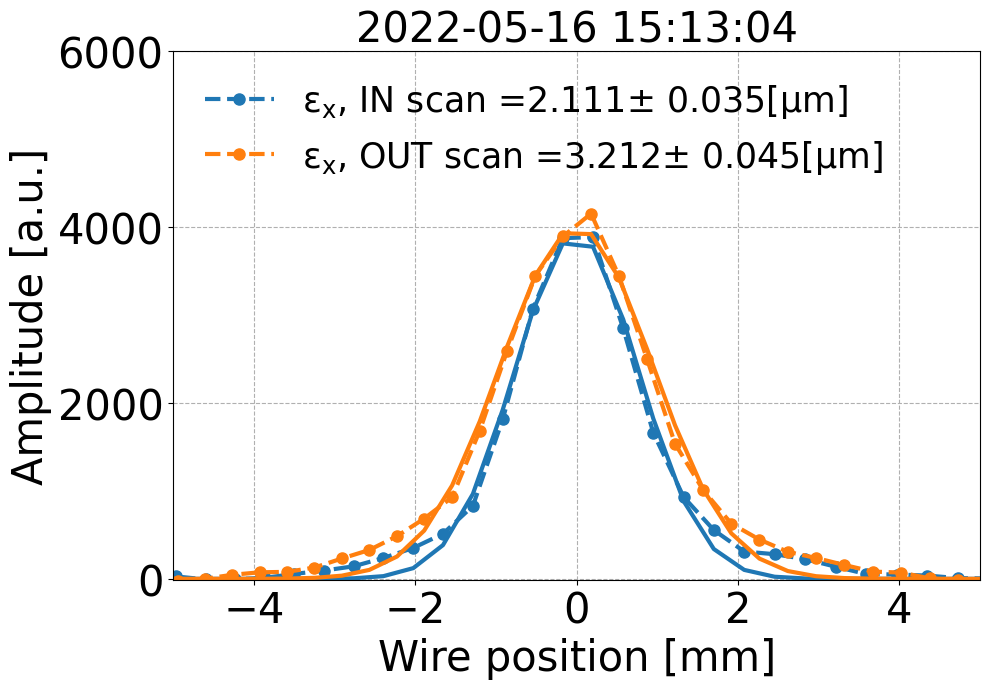 2022-05-16 15:13:04
6000
4000
2000
0
Amplitude [a.u.]
εₓ, IN scan =2.111± 0.035[μm]
εₓ, OUT scan =3.212± 0.045[μm]
−4
−2
0
2
4
Wire position [mm]